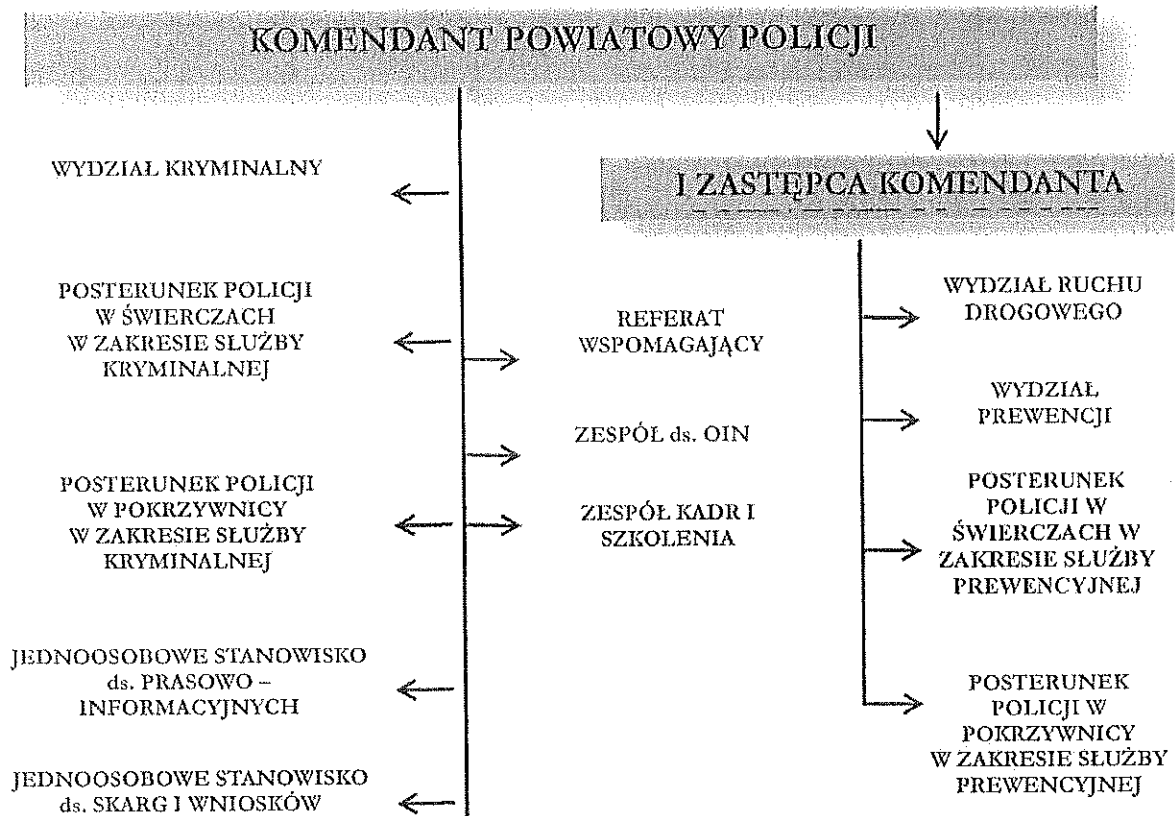 KOMENDANT POWIATOWY POLICJI
WYDZIAŁ KRYMINALNY
POSTERUNEK POLICJI
W ŚWIERCZACH
W ZAKRESIE SŁUŻBY
KRYMINALNEJ
POSTERUNEK POLICJI
W POKRZYWNICY
W ZAKRESIE SŁUŻBY
KRYMINALNEJ
JEDNOOSOBOWE STANOWISKO
ds. PRASOWO –
INFORMACYJNYCH
JEDNOOSOBOWE STANOWISKO
ds. SKARG I WNIOSKÓW
REFERAT
WSPOMAGAJĄCY
ZESPÓL ds. OIN
ZESPÓŁ KADR I
SZKOLENIA
I ZASTĘPCA KOMENDANTA
WYDZIAŁ RUCHU
DROGOWEGO
WYDZIAŁ
PREWENCJI
POSTERUNEK
POLICJI W
ŚWIERCZACH W
ZAKRESIE SŁUŻBY
PREWENCYJNEJ
POSTERUNEK
POLICJI W
POKRZYWNICY
W ZAKRESIE SŁUŻBY
PREWENCYJNEJ